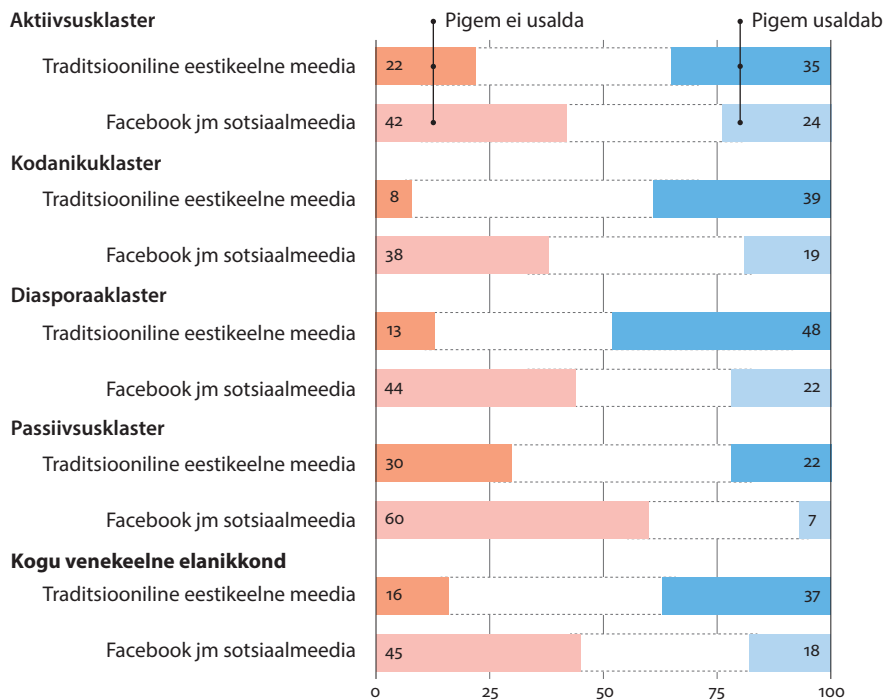 Aktiivsusklaster Pigem ei usalda Pigem usaldab
Traditsiooniline eestikeelne meedia 22 35
Facebook jm sotsiaalmeedia 42 24
Kodanikuklaster
Traditsiooniline eestikeelne meedia 8 39
Facebook jm sotsiaalmeedia 38 19
Diasporaaklaster
Traditsiooniline eestikeelne meedia 13 48
Facebook jm sotsiaalmeedia 44 22
Passiivsusklaster
Traditsiooniline eestikeelne meedia 30 22
Facebook jm sotsiaalmeedia 60 7
Kogu venekeelne elanikkond
Traditsiooniline eestikeelne meedia 16 37
Facebook jm sotsiaalmeedia 45 18
0 25 50 75 100